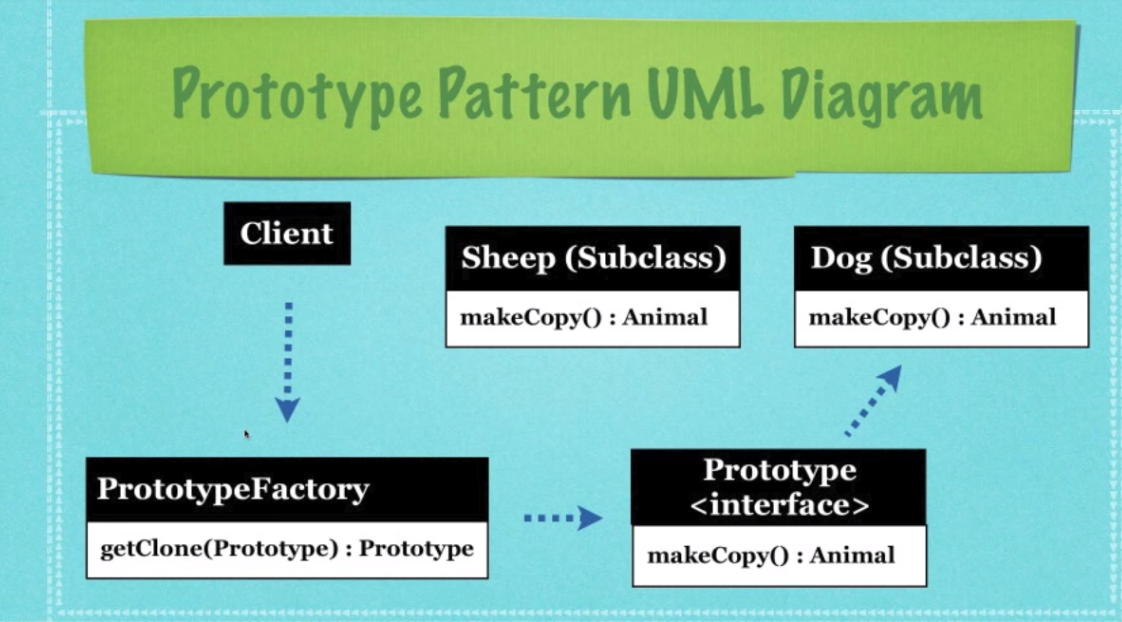 Prototype Pattern UML Diagram
Client
Sheep (Subclass)
makeCopy() : Animal
Dog (Subclass)
makeCopy() : Animal
PrototypeFactory
getClone(Prototype) : Prototype
Prototype
<interface>
makeCopy() : Animal